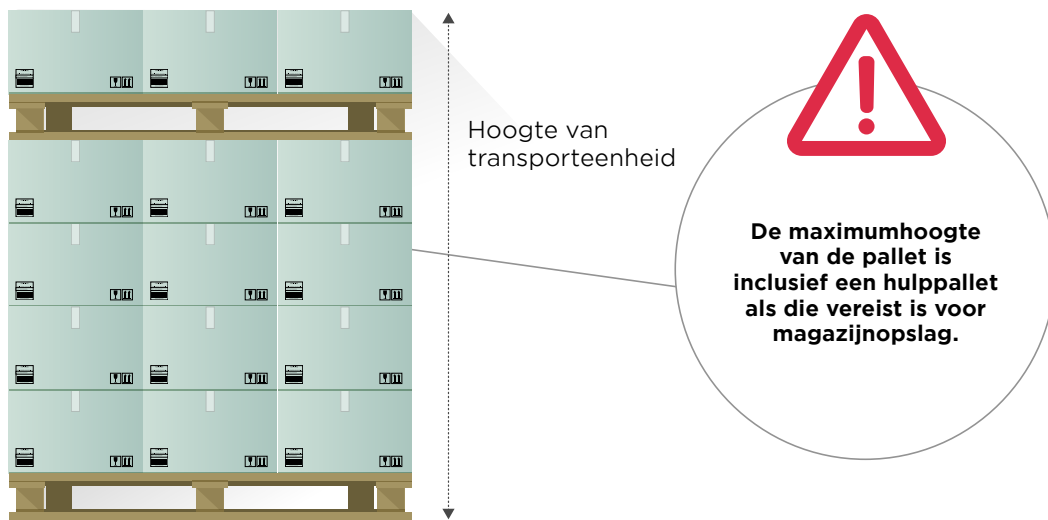 Hoogte van
transporteenheid
De maximumhoogte
van de pallet is
inclusief een hulppallet
als die vereist is voor
magazijnopslag.